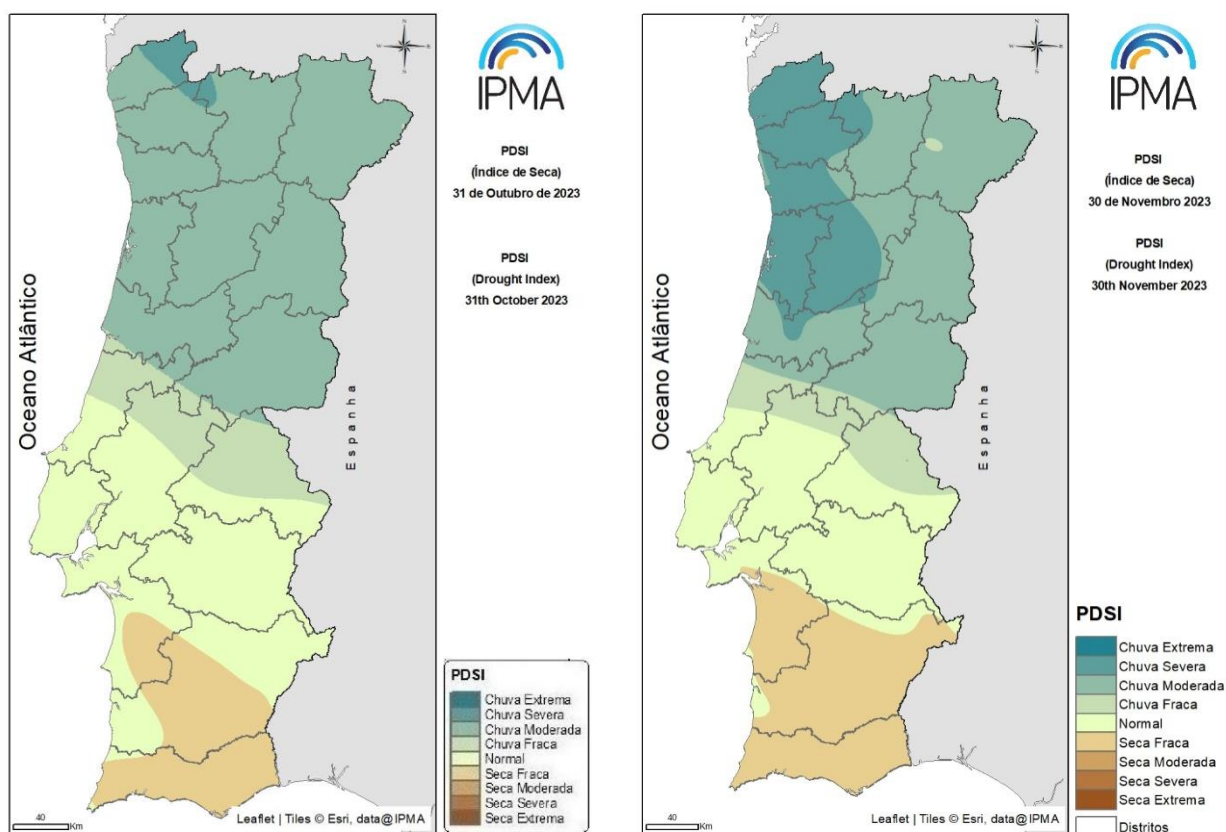 IPMA
PDSI
(Índice de Seca)
31 de Outubro de 2023
PDSI
(Drought Index)
31th October 2023
Oceano Atlântico
Espanha
PDSI
Chuva Extrema
Chuva Severa
Chuva Moderada
Chuva Fraca
Normal
Seca Fraca
Seca Moderada
Seca Severa
Seca Extrema
40
Km
Leaflet | Tiles © Esri, data@IPMA
N
W
E
S
IPMA
PDSI
(Índice de Seca)
30 de Novembro 2023
PDSI
(Drought Index)
30th November 2023
Oceano Atlântico
Espanha
PDSI
Chuva Extrema
Chuva Severa
Chuva Moderada
Chuva Fraca
Normal
Seca Fraca
Seca Moderada
Seca Severa
Seca Extrema
Distritos
40
Km
Leaflet | Tiles © Esri, data@IPMA
N
W
E
S